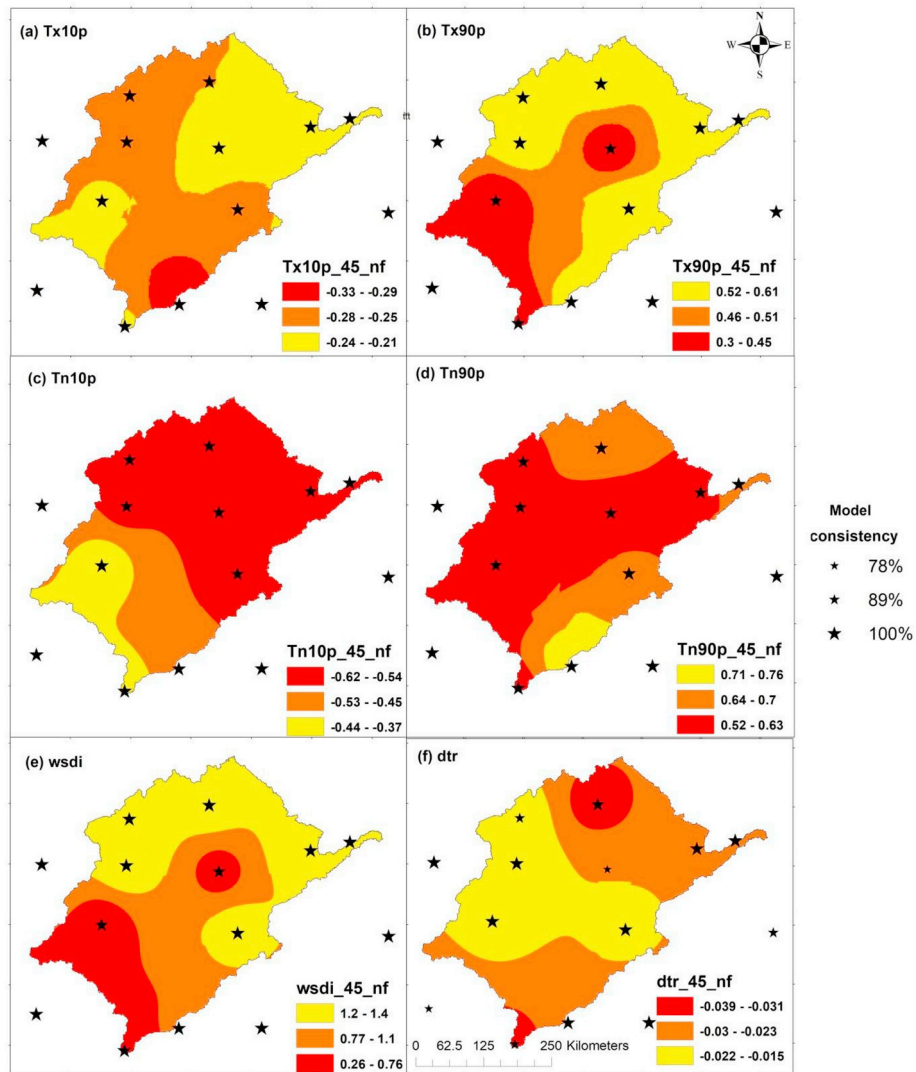 (a) Tx10p
Tx10p_45_nf
-0.33 - -0.29
-0.28 - -0.25
-0.24 - -0.21
(b) Tx90p
N
W E
S
Tx90p_45_nf
0.52 - 0.61
0.46 - 0.51
0.3 - 0.45
(c) Tn10p
Tn10p_45_nf
-0.62 - -0.54
-0.53 - -0.45
-0.44 - -0.37
(d) Tn90p
Tn90p_45_nf
0.71 - 0.76
0.64 - 0.7
0.52 - 0.63
Model
consistency
78%
89%
100%
(e) wsdi
wsdi_45_nf
1.2 - 1.4
0.77 - 1.1
0.26 - 0.76
(f) dtr
dtr_45_nf
-0.039 - -0.031
-0.03 - -0.023
-0.022 - -0.015
0 62.5 125 250 Kilometers